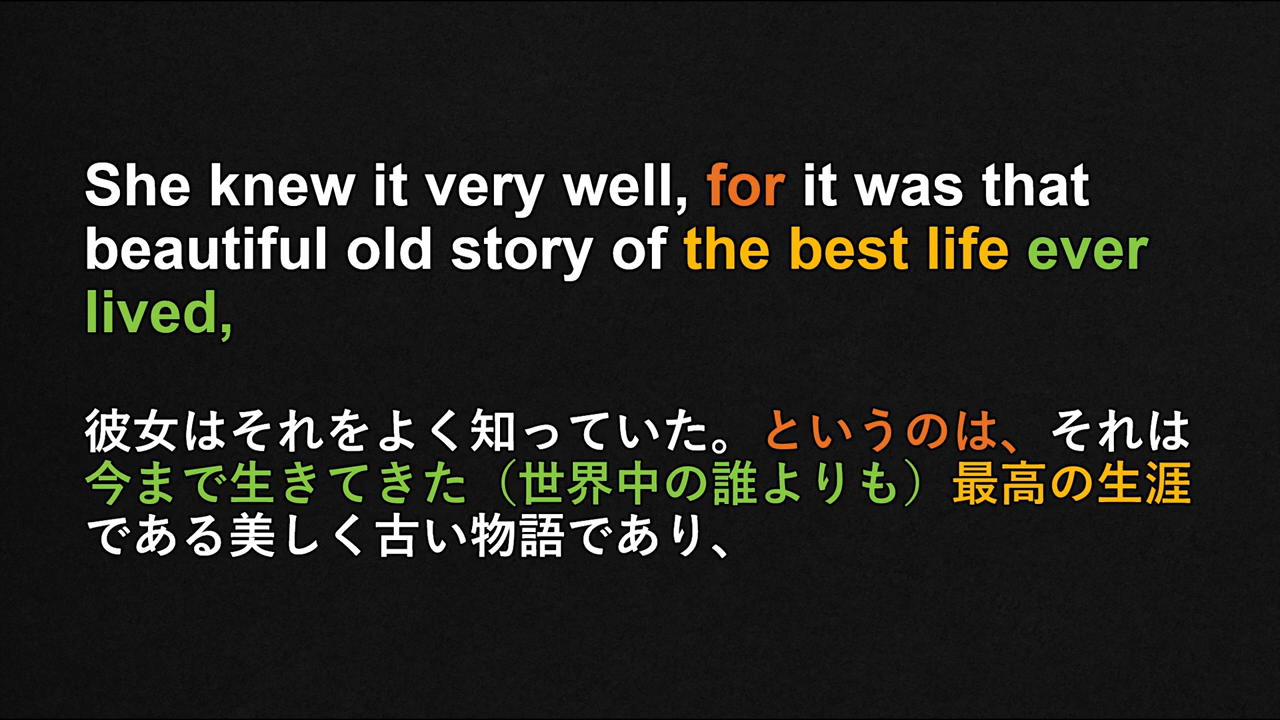 She knew it very well, for it was that
beautiful old story of the best life ever
lived,
彼女はそれをよく知っていた。というのは、それは
今まで生きてきた（世界中の誰よりも）最高の生涯
である美しく古い物語であり、